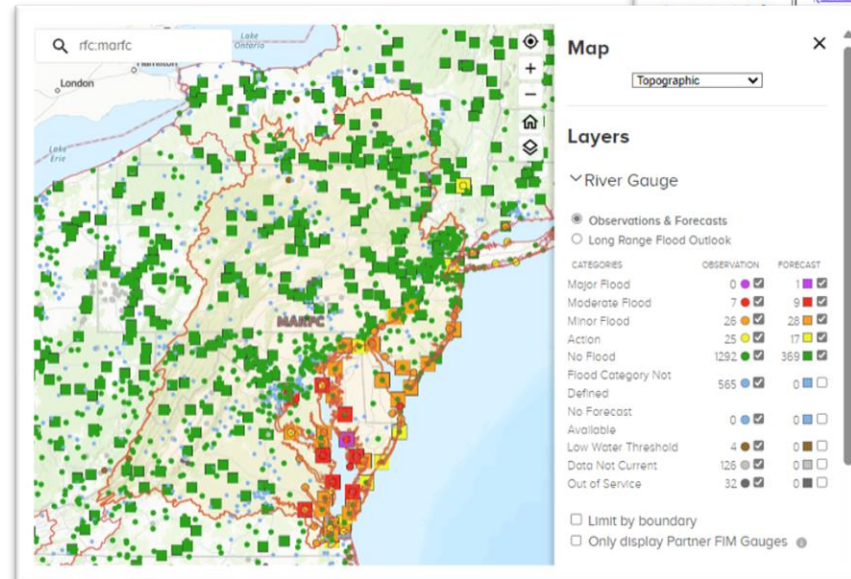 rfc:marfc
Lake
Ontario
Hamilton
London
Lake
Erie
MARFC
Map
Topographic
Layers
River Gauge
Observations & Forecasts
Long Range Flood Outlook
CATEGORIES OBSERVATION FORECAST
Major Flood 0 1
Moderate Flood 7 9
Minor Flood 26 28
Action 25 17
No Flood 1292 369
Flood Category Not
Defined 565 0
No Forecast
Available 0 0
Low Water Threshold 4 0
Data Not Current 126 0
Out of Service 32 0
Limit by boundary
Only display Partner FIM Gauges